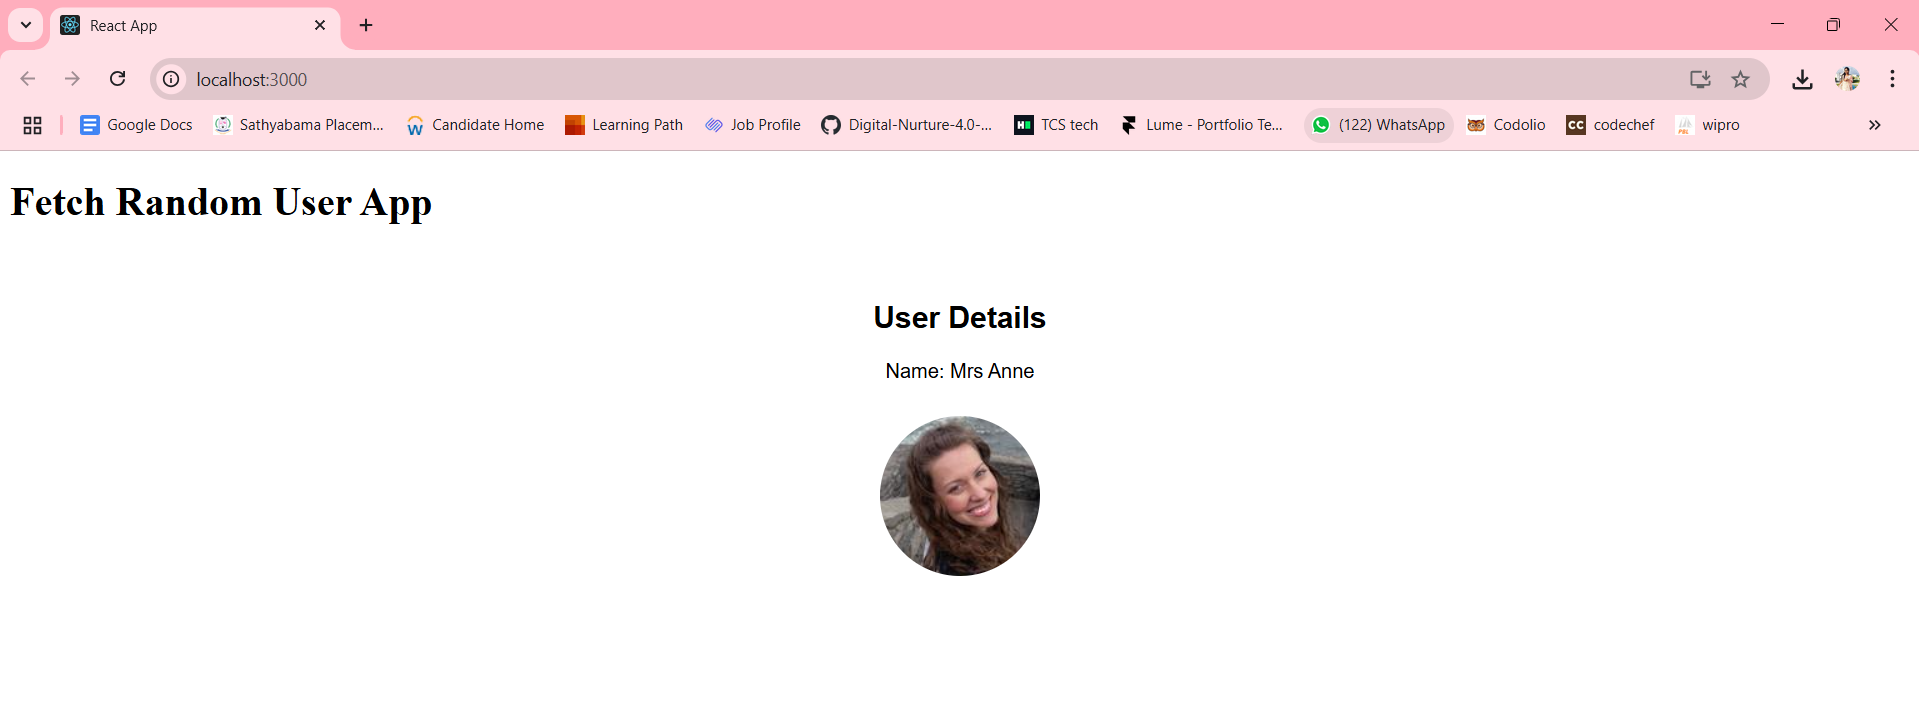 React App
localhost:3000
Google Docs Sathyabama Placem... Candidate Home Learning Path Job Profile Digital-Nurture-4.0-... TCS tech Lume - Portfolio Te... (122) WhatsApp Codolio CC codechef wipro
Fetch Random User App
User Details
Name: Mrs Anne